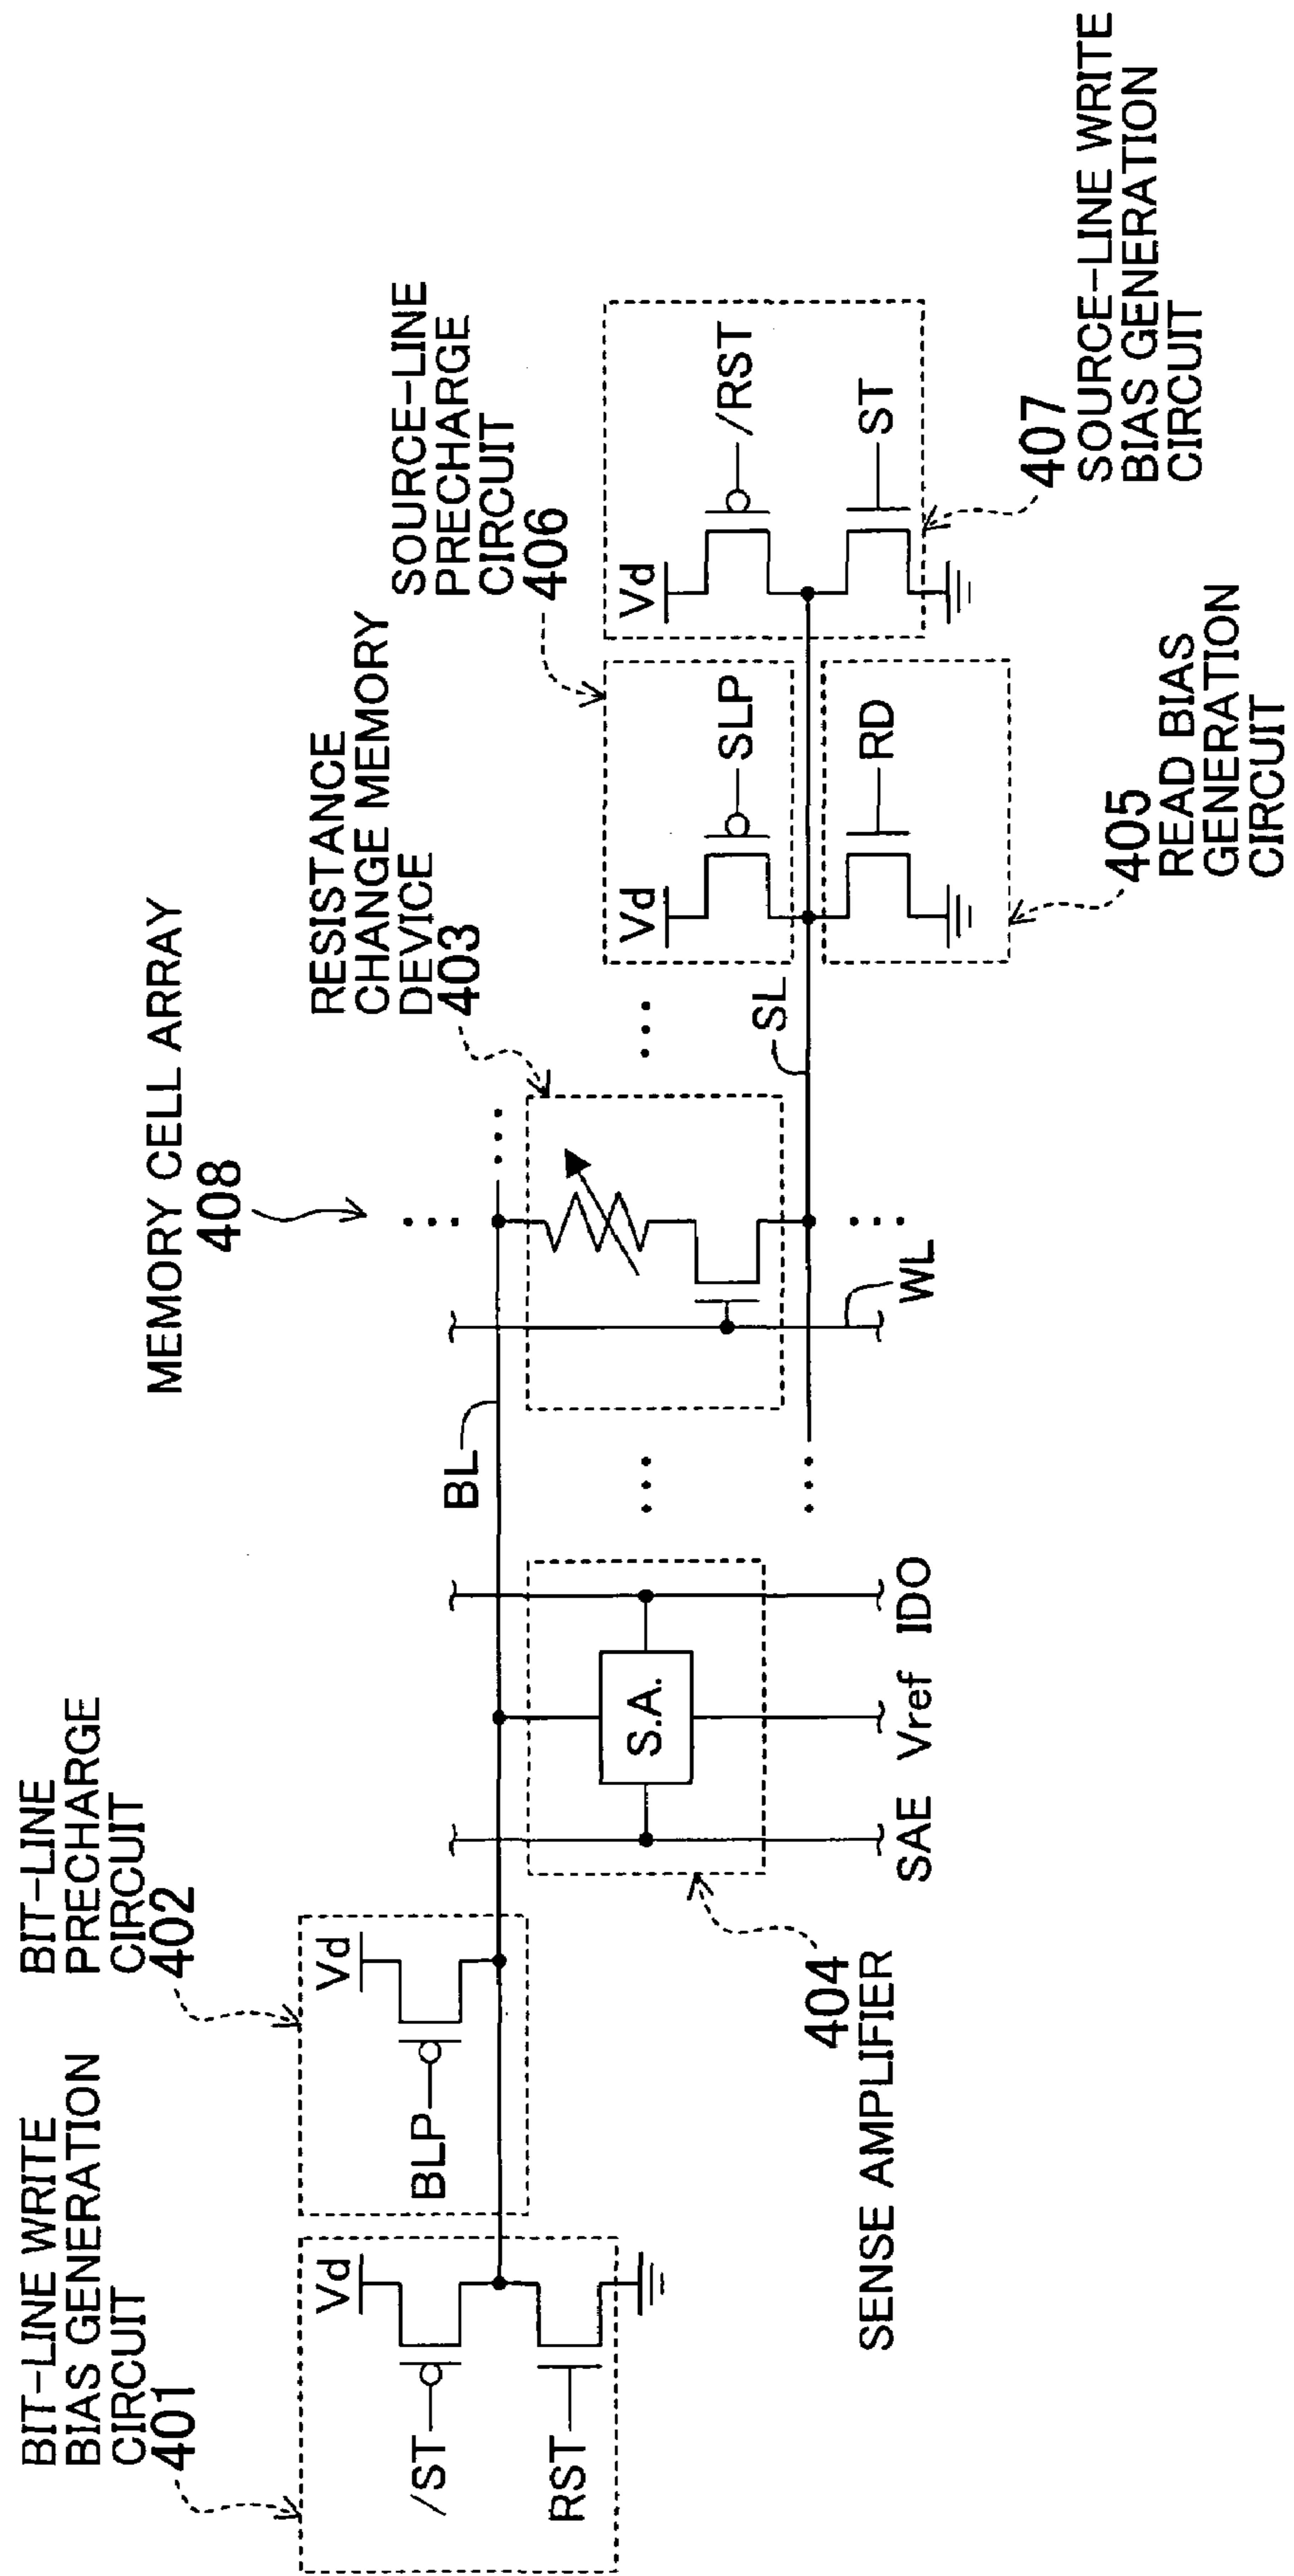 BIT-LINE WRITE
BIAS GENERATION
CIRCUIT
401
BIT-LINE
PRECHARGE
CIRCUIT
402
MEMORY CELL ARRAY
408
RESISTANCE
CHANGE MEMORY
DEVICE
403
SOURCE-LINE
PRECHARGE
CIRCUIT
406
/ST
Vd
RST
BLP
Vd
BL
S.A.
SAE
Vref
IDO
404
SENSE AMPLIFIER
WL
SL
Vd
SLP
RD
Vd
/RST
ST
405
READ BIAS
GENERATION
CIRCUIT
407
SOURCE-LINE WRITE
BIAS GENERATION
CIRCUIT